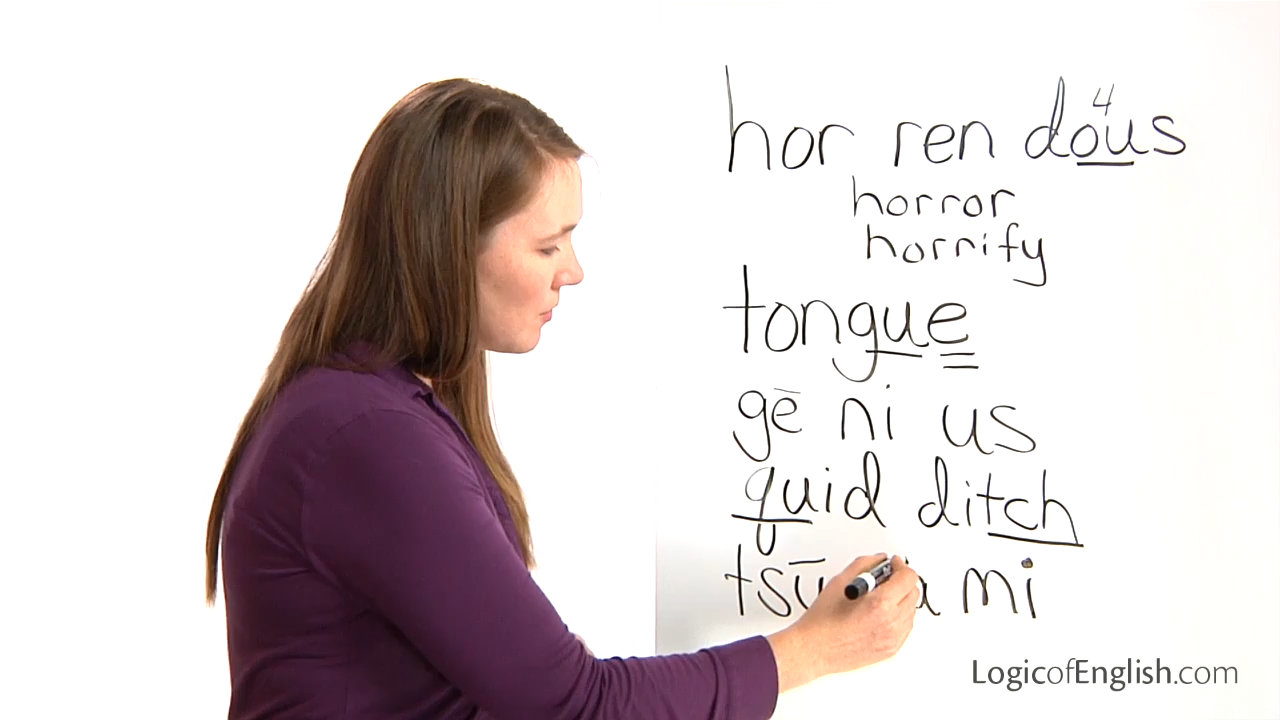 4
hor ren dous
horror
horrify
tongue
gē ni us
quid ditch
tsū mi
LogicofEnglish.com